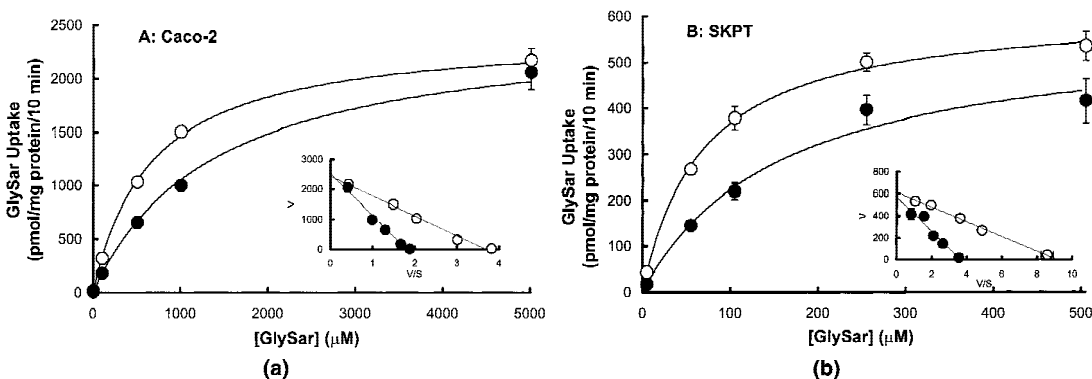 A: Caco-2
GlySar Uptake
(pmol/mg protein/10 min)
2500
2000
1500
1000
500
0
0 1000 2000 3000 4000 5000
[GlySar] (μM)
V
3000
2000
1000
0
0 1 2 3 4
V/S
(a)
B: SKPT
GlySar Uptake
(pmol/mg protein/10 min)
600
500
400
300
200
100
0
0 100 200 300 400 500
[GlySar] (μM)
V
800
600
400
200
0
0 2 4 6 8 10
V/S
(b)